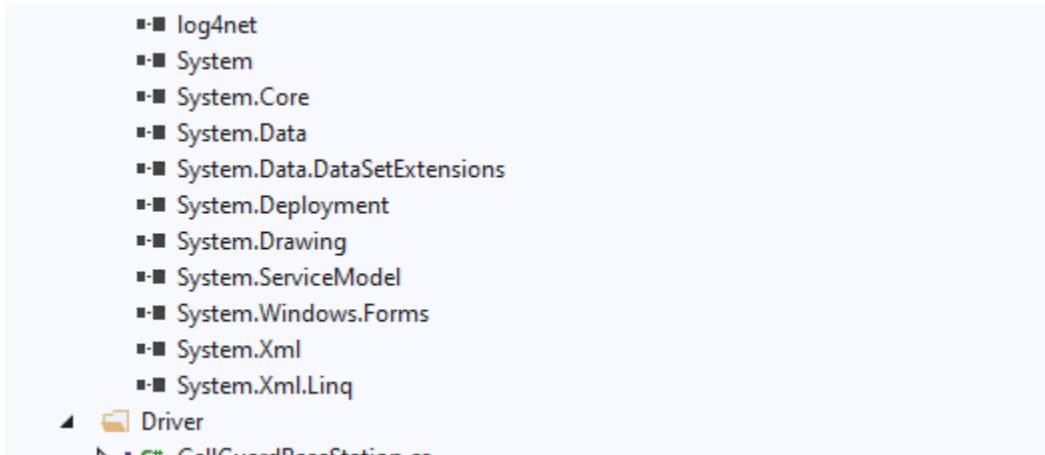 log4net
System
System.Core
System.Data
System.Data.DataSetExtensions
System.Deployment
System.Drawing
System.ServiceModel
System.Windows.Forms
System.Xml
System.Xml.Linq
Driver